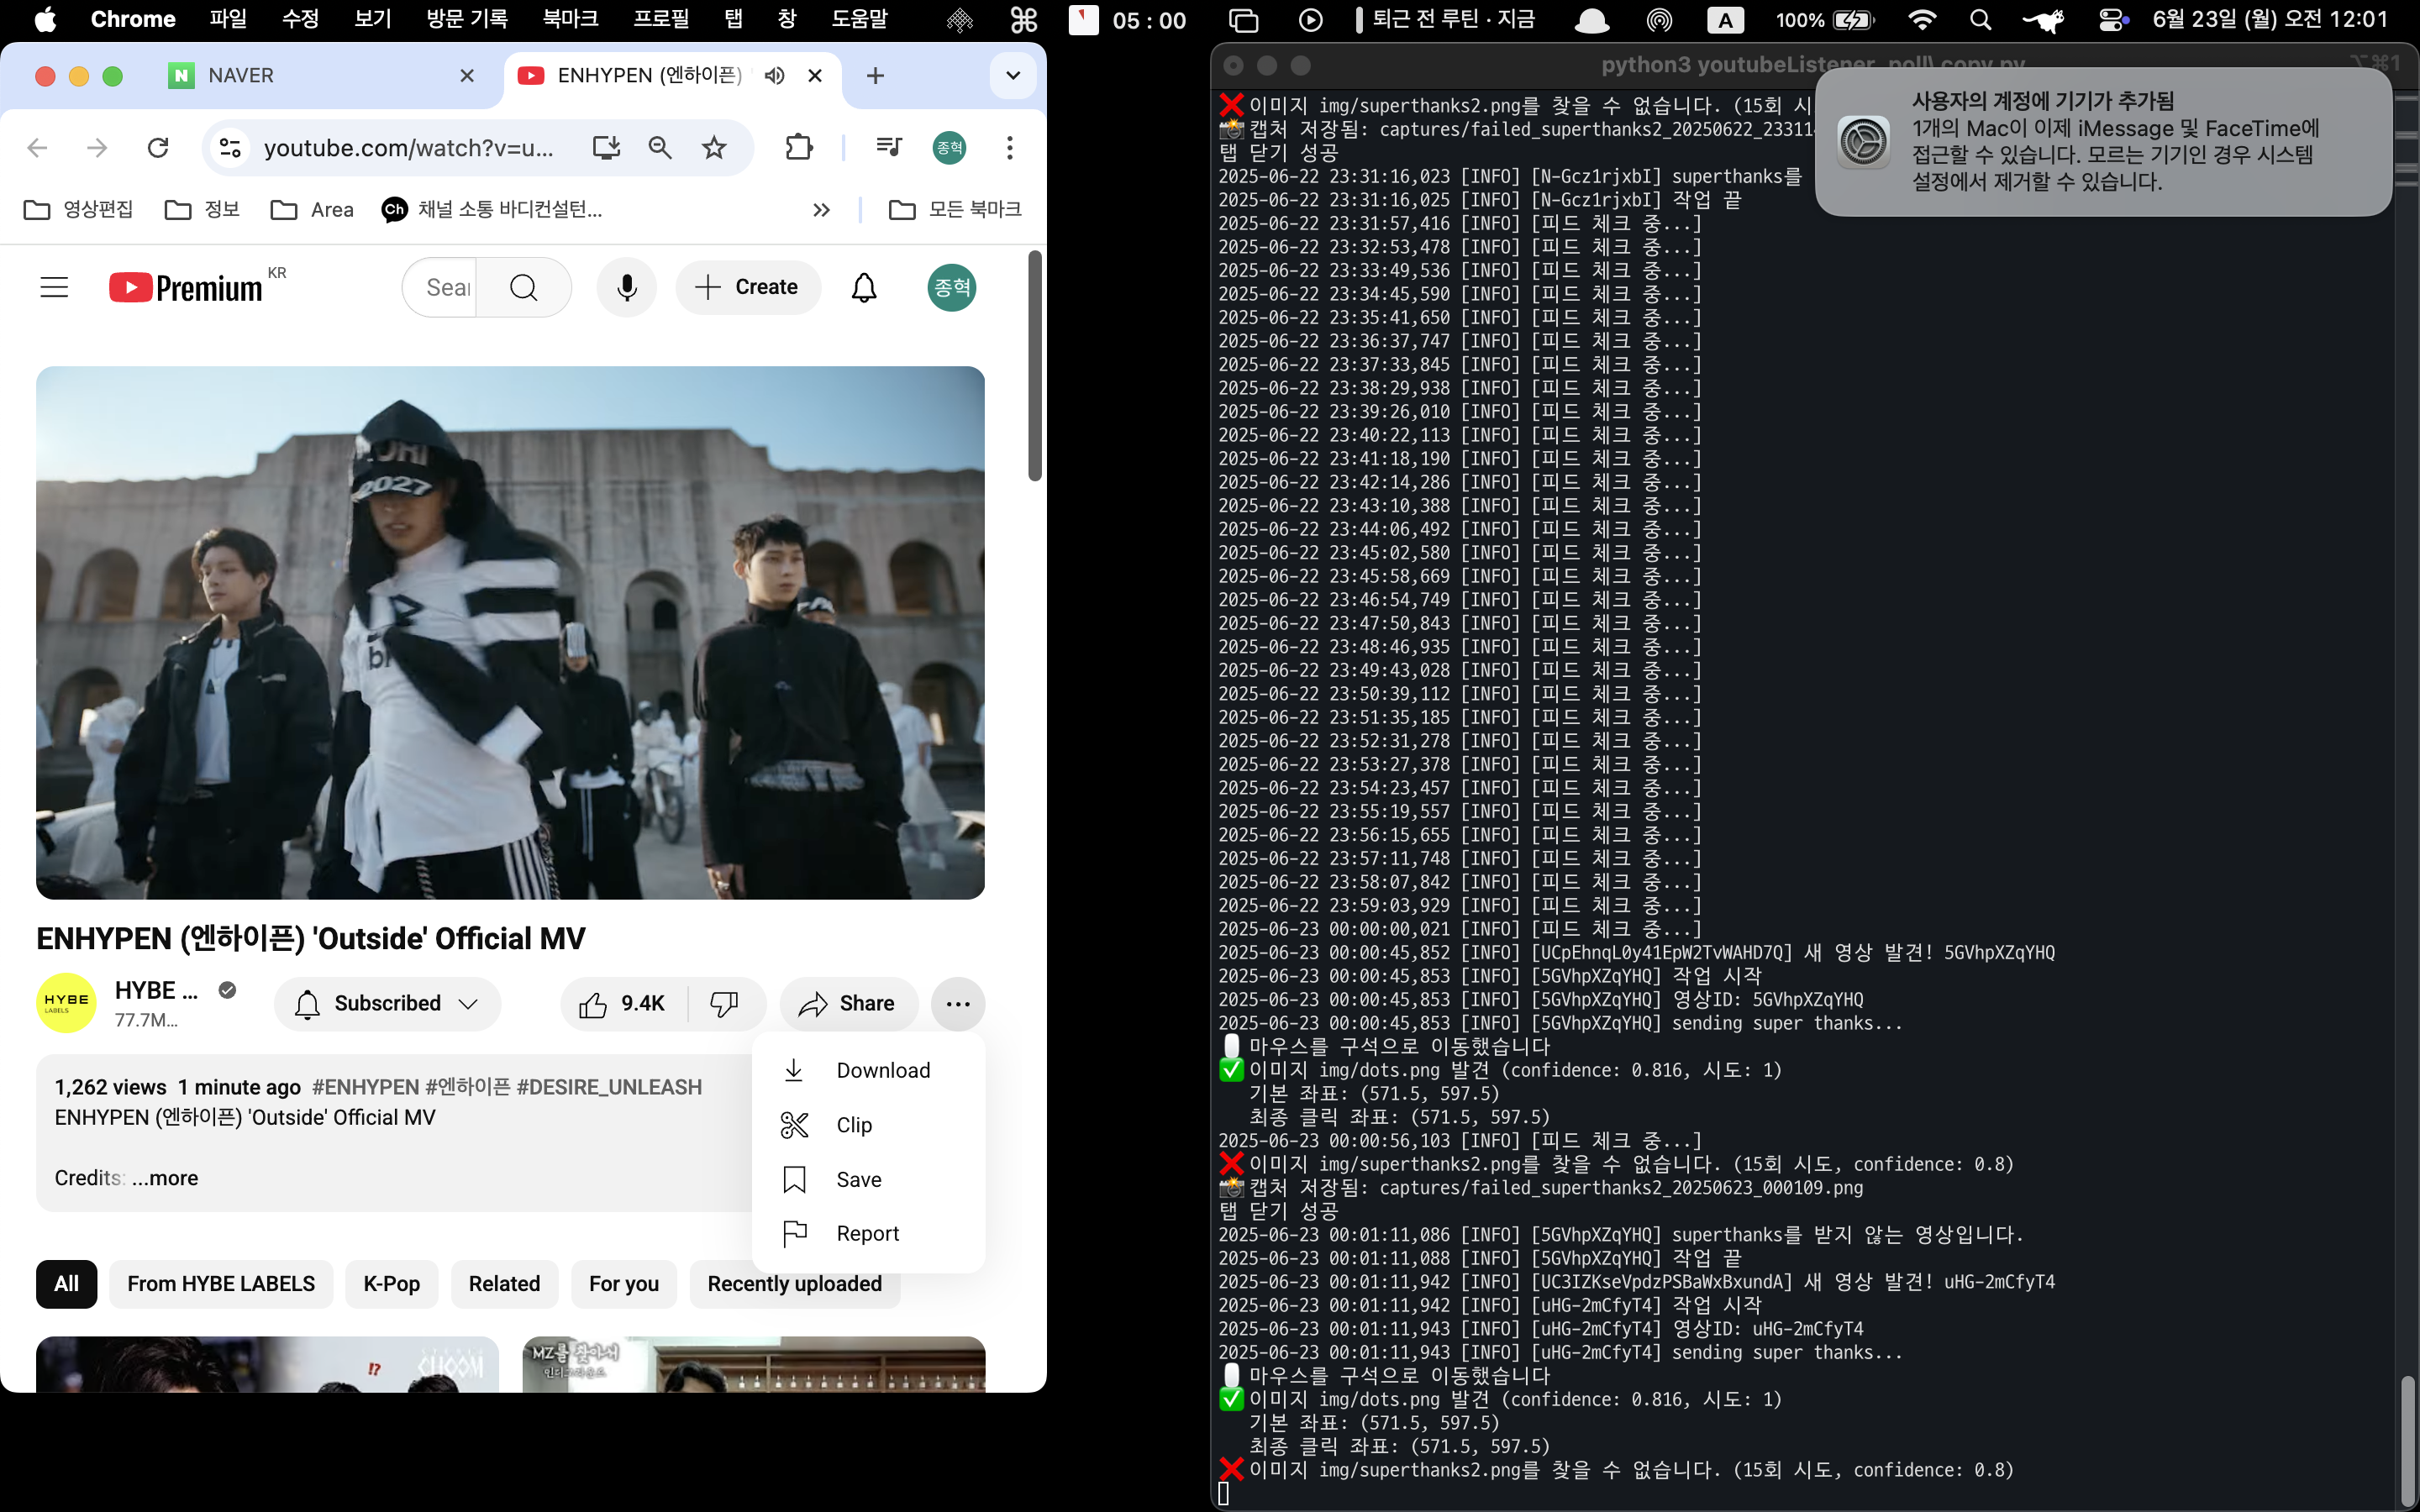 Chrome 파일 수정 보기 방문 기록 북마크 프로필 탭 창 도움말 05 : 00 퇴근 전 루틴 · 지금 A 100% 6월 23일 (월) 오전 12:01
NAVER
ENHYPEN (엔하이픈)
youtube.com/watch?v=u...
종혁
영상편집
정보
Area
Ch 채널 소통 바디컨설턴...
모든 북마크
Premium KR
Sear
Create
종혁
2027
ENHYPEN (엔하이픈) 'Outside' Official MV
HYBE LABELS
HYBE ...
77.7M...
Subscribed
9.4K
Share
Download
Clip
Save
Report
1,262 views 1 minute ago #ENHYPEN #엔하이픈 #DESIRE_UNLEASH
ENHYPEN (엔하이픈) 'Outside' Official MV
Credits: ...more
All
From HYBE LABELS
K-Pop
Related
For you
Recently uploaded
!?
CHOOM
MZ를 찾아서
python3 youtubeListener_poll\ copy.py
⌥⌘1
사용자의 계정에 기기가 추가됨
1개의 Mac이 이제 iMessage 및 FaceTime에
접근할 수 있습니다. 모르는 기기인 경우 시스템
설정에서 제거할 수 있습니다.
❌이미지 img/superthanks2.png를 찾을 수 없습니다. (15회 시
📸캡처 저장됨: captures/failed_superthanks2_20250622_23311
탭 닫기 성공
2025-06-22 23:31:16,023 [INFO] [N-Gcz1rjxbI] superthanks를
2025-06-22 23:31:16,025 [INFO] [N-Gcz1rjxbI] 작업 끝
2025-06-22 23:31:57,416 [INFO] [피드 체크 중...]
2025-06-22 23:32:53,478 [INFO] [피드 체크 중...]
2025-06-22 23:33:49,536 [INFO] [피드 체크 중...]
2025-06-22 23:34:45,590 [INFO] [피드 체크 중...]
2025-06-22 23:35:41,650 [INFO] [피드 체크 중...]
2025-06-22 23:36:37,747 [INFO] [피드 체크 중...]
2025-06-22 23:37:33,845 [INFO] [피드 체크 중...]
2025-06-22 23:38:29,938 [INFO] [피드 체크 중...]
2025-06-22 23:39:26,010 [INFO] [피드 체크 중...]
2025-06-22 23:40:22,113 [INFO] [피드 체크 중...]
2025-06-22 23:41:18,190 [INFO] [피드 체크 중...]
2025-06-22 23:42:14,286 [INFO] [피드 체크 중...]
2025-06-22 23:43:10,388 [INFO] [피드 체크 중...]
2025-06-22 23:44:06,492 [INFO] [피드 체크 중...]
2025-06-22 23:45:02,580 [INFO] [피드 체크 중...]
2025-06-22 23:45:58,669 [INFO] [피드 체크 중...]
2025-06-22 23:46:54,749 [INFO] [피드 체크 중...]
2025-06-22 23:47:50,843 [INFO] [피드 체크 중...]
2025-06-22 23:48:46,935 [INFO] [피드 체크 중...]
2025-06-22 23:49:43,028 [INFO] [피드 체크 중...]
2025-06-22 23:50:39,112 [INFO] [피드 체크 중...]
2025-06-22 23:51:35,185 [INFO] [피드 체크 중...]
2025-06-22 23:52:31,278 [INFO] [피드 체크 중...]
2025-06-22 23:53:27,378 [INFO] [피드 체크 중...]
2025-06-22 23:54:23,457 [INFO] [피드 체크 중...]
2025-06-22 23:55:19,557 [INFO] [피드 체크 중...]
2025-06-22 23:56:15,655 [INFO] [피드 체크 중...]
2025-06-22 23:57:11,748 [INFO] [피드 체크 중...]
2025-06-22 23:58:07,842 [INFO] [피드 체크 중...]
2025-06-22 23:59:03,929 [INFO] [피드 체크 중...]
2025-06-23 00:00:00,021 [INFO] [피드 체크 중...]
2025-06-23 00:00:45,852 [INFO] [UCpEhnqL0y41EpW2TvWAHD7Q] 새 영상 발견! 5GVhpXZqYHQ
2025-06-23 00:00:45,853 [INFO] [5GVhpXZqYHQ] 작업 시작
2025-06-23 00:00:45,853 [INFO] [5GVhpXZqYHQ] 영상ID: 5GVhpXZqYHQ
2025-06-23 00:00:45,853 [INFO] [5GVhpXZqYHQ] sending super thanks...
마우스를 구석으로 이동했습니다
✅이미지 img/dots.png 발견 (confidence: 0.816, 시도: 1)
기본 좌표: (571.5, 597.5)
최종 클릭 좌표: (571.5, 597.5)
2025-06-23 00:00:56,103 [INFO] [피드 체크 중...]
❌이미지 img/superthanks2.png를 찾을 수 없습니다. (15회 시도, confidence: 0.8)
📸캡처 저장됨: captures/failed_superthanks2_20250623_000109.png
탭 닫기 성공
2025-06-23 00:01:11,086 [INFO] [5GVhpXZqYHQ] superthanks를 받지 않는 영상입니다.
2025-06-23 00:01:11,088 [INFO] [5GVhpXZqYHQ] 작업 끝
2025-06-23 00:01:11,942 [INFO] [UC3IZKseVpdzPSBaWxBxundA] 새 영상 발견! uHG-2mCfyT4
2025-06-23 00:01:11,942 [INFO] [uHG-2mCfyT4] 작업 시작
2025-06-23 00:01:11,943 [INFO] [uHG-2mCfyT4] 영상ID: uHG-2mCfyT4
2025-06-23 00:01:11,943 [INFO] [uHG-2mCfyT4] sending super thanks...
마우스를 구석으로 이동했습니다
✅이미지 img/dots.png 발견 (confidence: 0.816, 시도: 1)
기본 좌표: (571.5, 597.5)
최종 클릭 좌표: (571.5, 597.5)
❌이미지 img/superthanks2.png를 찾을 수 없습니다. (15회 시도, confidence: 0.8)